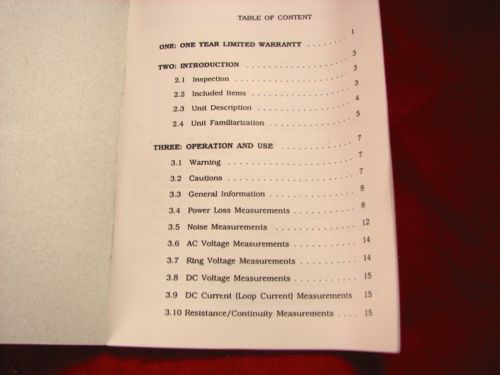 TABLE OF CONTENT
ONE: ONE YEAR LIMITED WARRANTY . . . . . . . 1
TWO: INTRODUCTION . . . . . . . . . . . . . . . . 3
2.1 Inspection . . . . . . . . . . . . . . . . . . 3
2.2 Included Items . . . . . . . . . . . . . . . 3
2.3 Unit Description . . . . . . . . . . . . . . 4
2.4 Unit Familiarization . . . . . . . . . . . . 5
THREE: OPERATION AND USE . . . . . . . . . . . 7
3.1 Warning . . . . . . . . . . . . . . . . . . . 7
3.2 Cautions . . . . . . . . . . . . . . . . . . . 7
3.3 General Information . . . . . . . . . . . . 8
3.4 Power Loss Measurements . . . . . . . . . 8
3.5 Noise Measurements . . . . . . . . . . . . 12
3.6 AC Voltage Measurements . . . . . . . . . 14
3.7 Ring Voltage Measurements . . . . . . . . 14
3.8 DC Voltage Measurements . . . . . . . . . 15
3.9 DC Current (Loop Current) Measurements 15
3.10 Resistance/Continuity Measurements . . . . 15